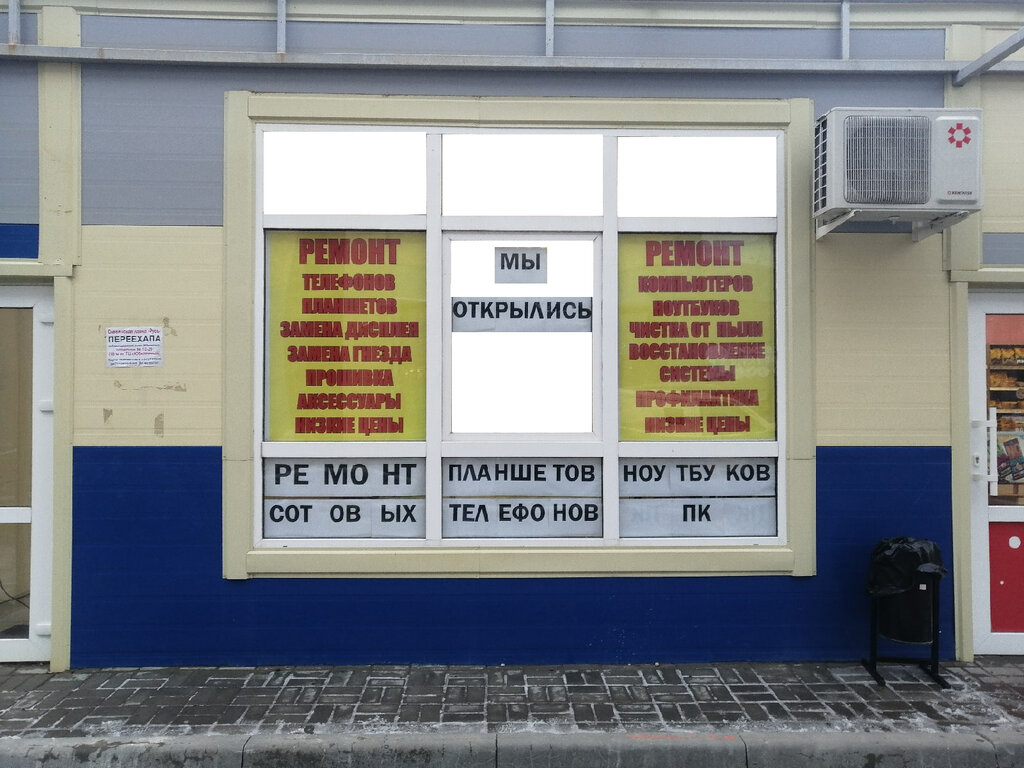 РЕМОНТ
ТЕЛЕФОНОВ
ПЛАНШЕТОВ
ЗАМЕНА ДИСПЛЕЯ
ЗАМЕНА ГНЕЗДА
ПРОШИВКА
АКСЕССУАРЫ
НИЗКИЕ ЦЕНЫ
МЫ
ОТКРЫЛИСЬ
РЕМОНТ
КОМПЬЮТЕРОВ
НОУТБУКОВ
ЧИСТКА ОТ ПЫЛИ
ВОССТАНОВЛЕНИЕ
СИСТЕМЫ
ПРОФИЛАКТИКА
НИЗКИЕ ЦЕНЫ
РЕ МО НТ ПЛАНШЕ ТОВ НОУ ТБУ КОВ
СОТ ОВ ЫХ ТЕЛ ЕФО НОВ ПК
ПЕРЕЕХАЛА